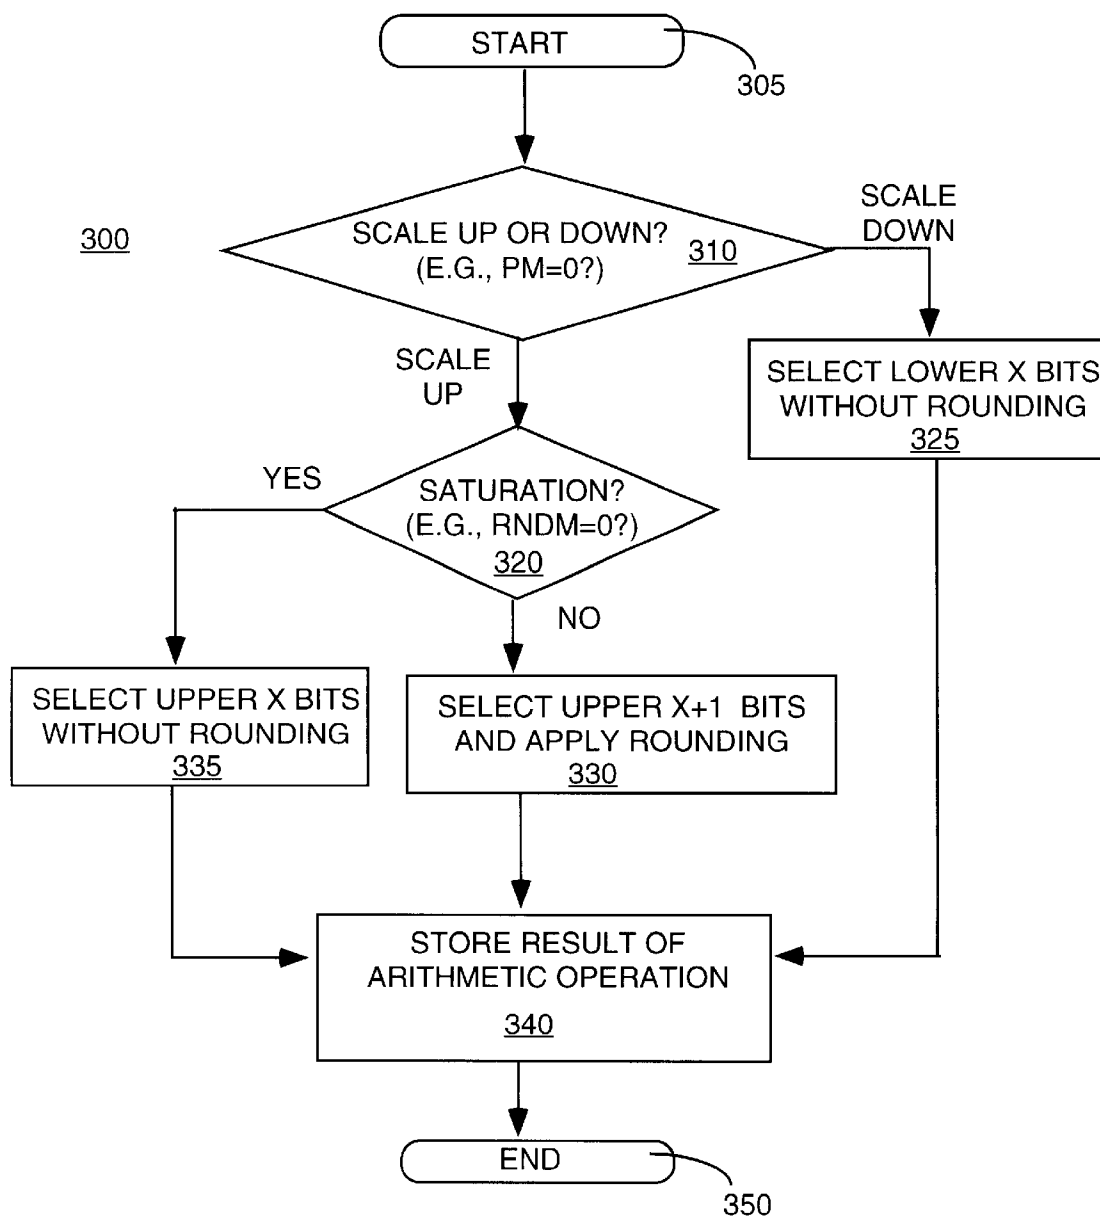 START
305
300
SCALE UP OR DOWN?
(E.G., PM=0?)
310
SCALE
DOWN
SCALE
UP
SELECT LOWER X BITS
WITHOUT ROUNDING
325
YES
SATURATION?
(E.G., RNDM=0?)
320
NO
SELECT UPPER X BITS
WITHOUT ROUNDING
335
SELECT UPPER X+1 BITS
AND APPLY ROUNDING
330
STORE RESULT OF
ARITHMETIC OPERATION
340
END
350